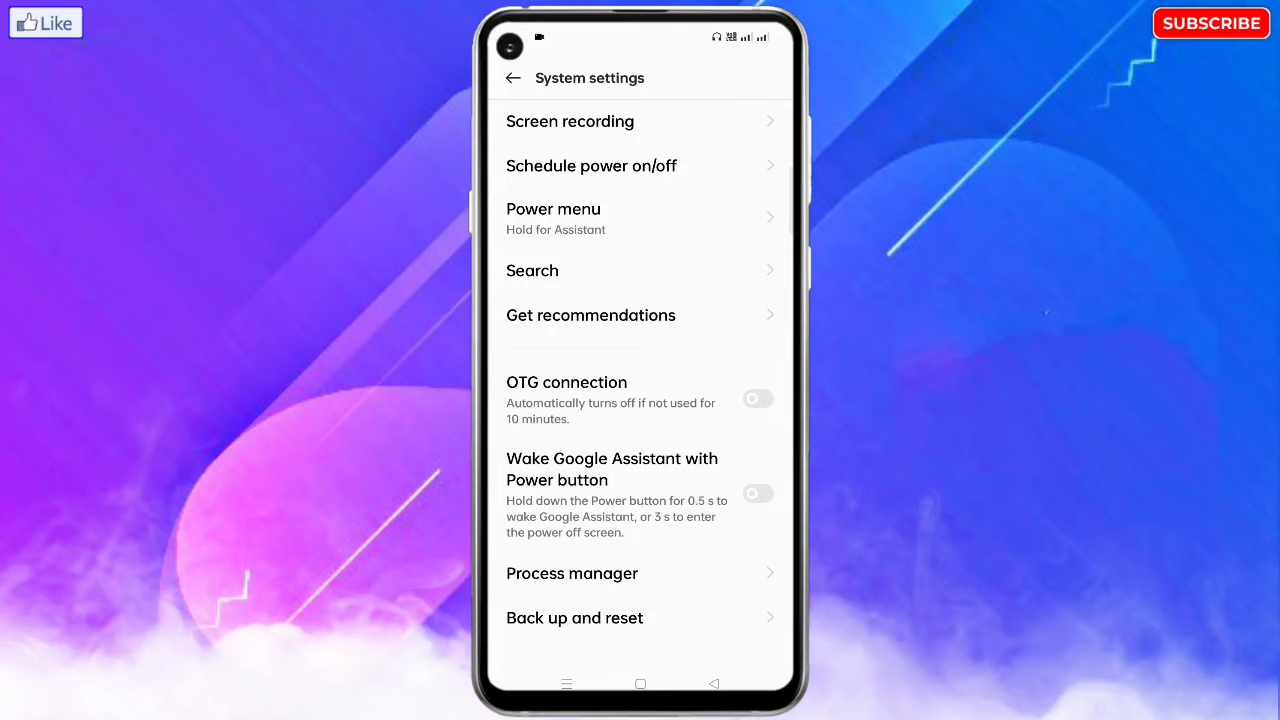 Like
SUBSCRIBE
System settings
Screen recording
Schedule power on/off
Power menu
Hold for Assistant
Search
Get recommendations
OTG connection
Automatically turns off if not used for
10 minutes.
Wake Google Assistant with
Power button
Hold down the Power button for 0.5 s to
wake Google Assistant, or 3 s to enter
the power off screen.
Process manager
Back up and reset